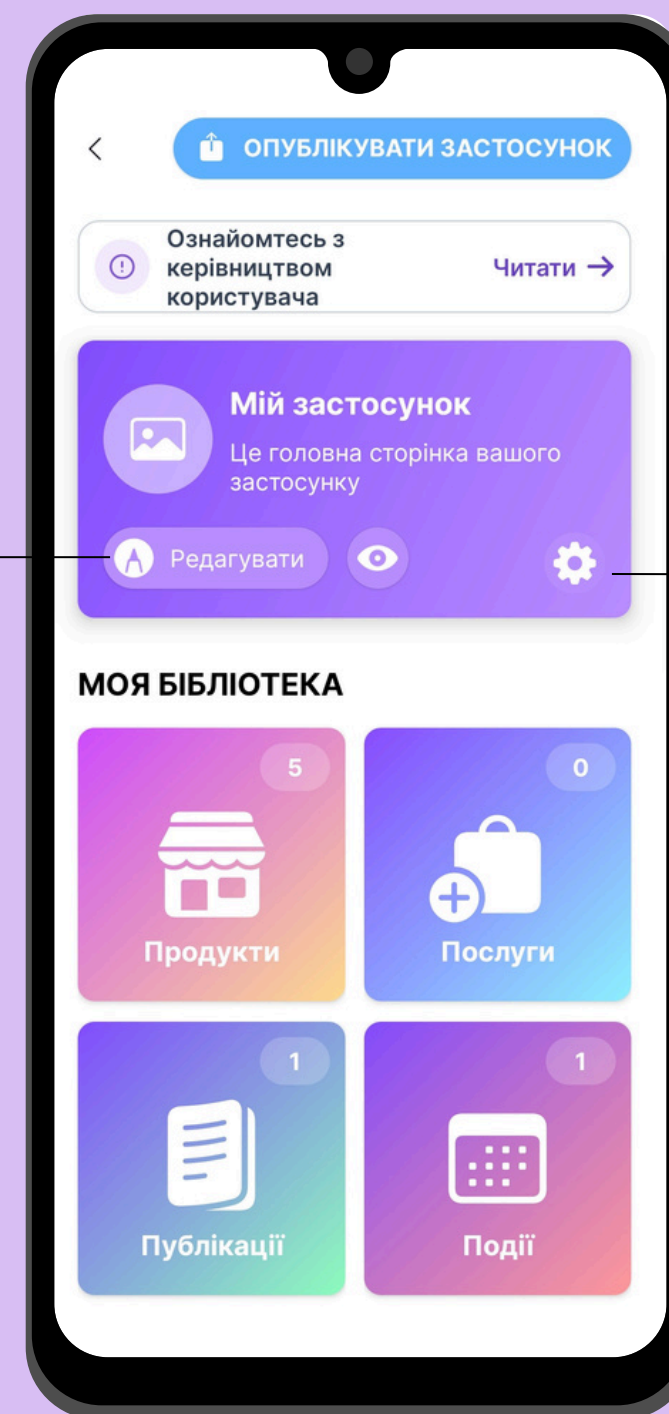 ОПУБЛІКУВАТИ ЗАСТОСУНОК
Ознайомтесь з
керівництвом
користувача
Читати →
Мій застосунок
Це головна сторінка вашого
застосунку
Редагувати
МОЯ БІБЛІОТЕКА
5
Продукти
0
Послуги
1
Публікації
1
Події